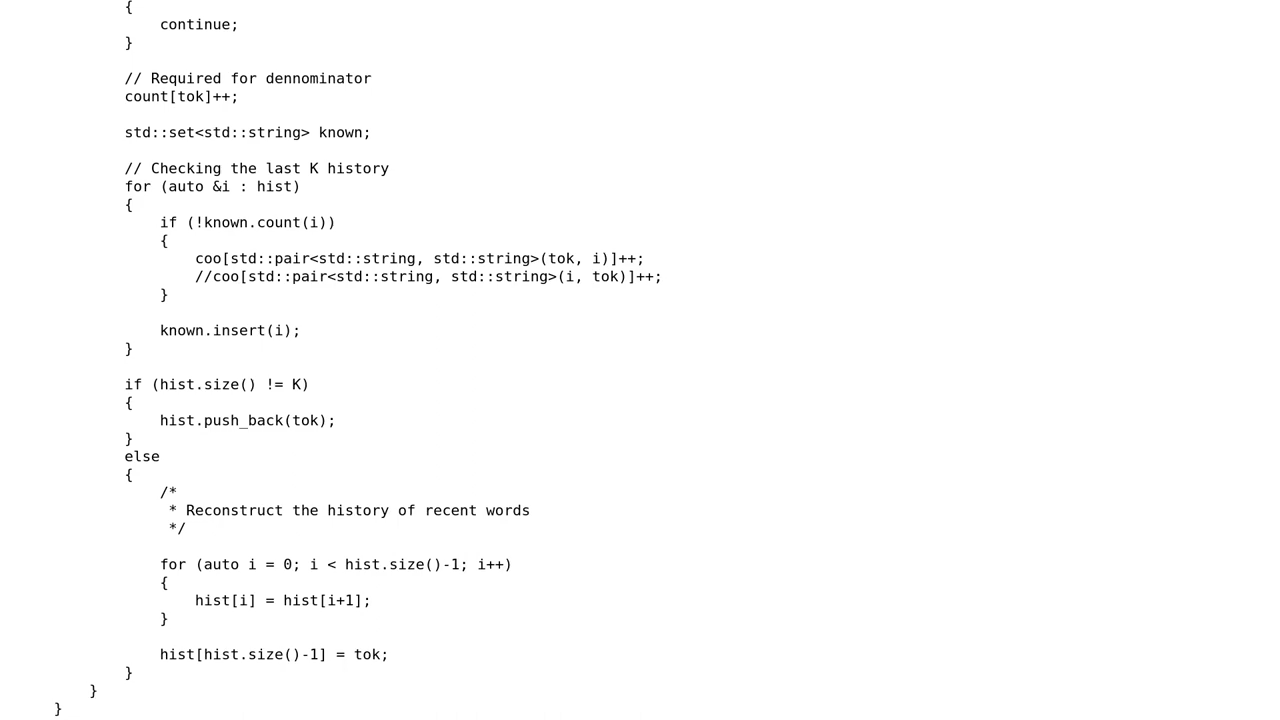 {
continue;
}
// Required for dennominator
count[tok]++;
std::set<std::string> known;
// Checking the last K history
for (auto &i : hist)
{
if (!known.count(i))
{
coo[std::pair<std::string, std::string>(tok, i)]++;
//coo[std::pair<std::string, std::string>(i, tok)]++;
}
known.insert(i);
}
if (hist.size() != K)
{
hist.push_back(tok);
}
else
{
/*
* Reconstruct the history of recent words
*/
for (auto i = 0; i < hist.size()-1; i++)
{
hist[i] = hist[i+1];
}
hist[hist.size()-1] = tok;
}
}
}